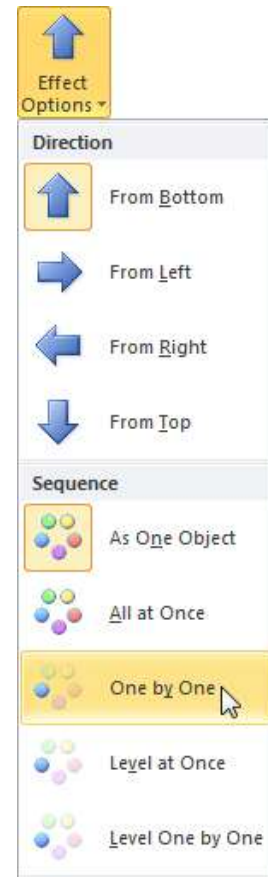 Effect
Options
Direction
From Bottom
From Left
From Right
From Top
Sequence
As One Object
All at Once
One by One
Level at Once
Level One by One